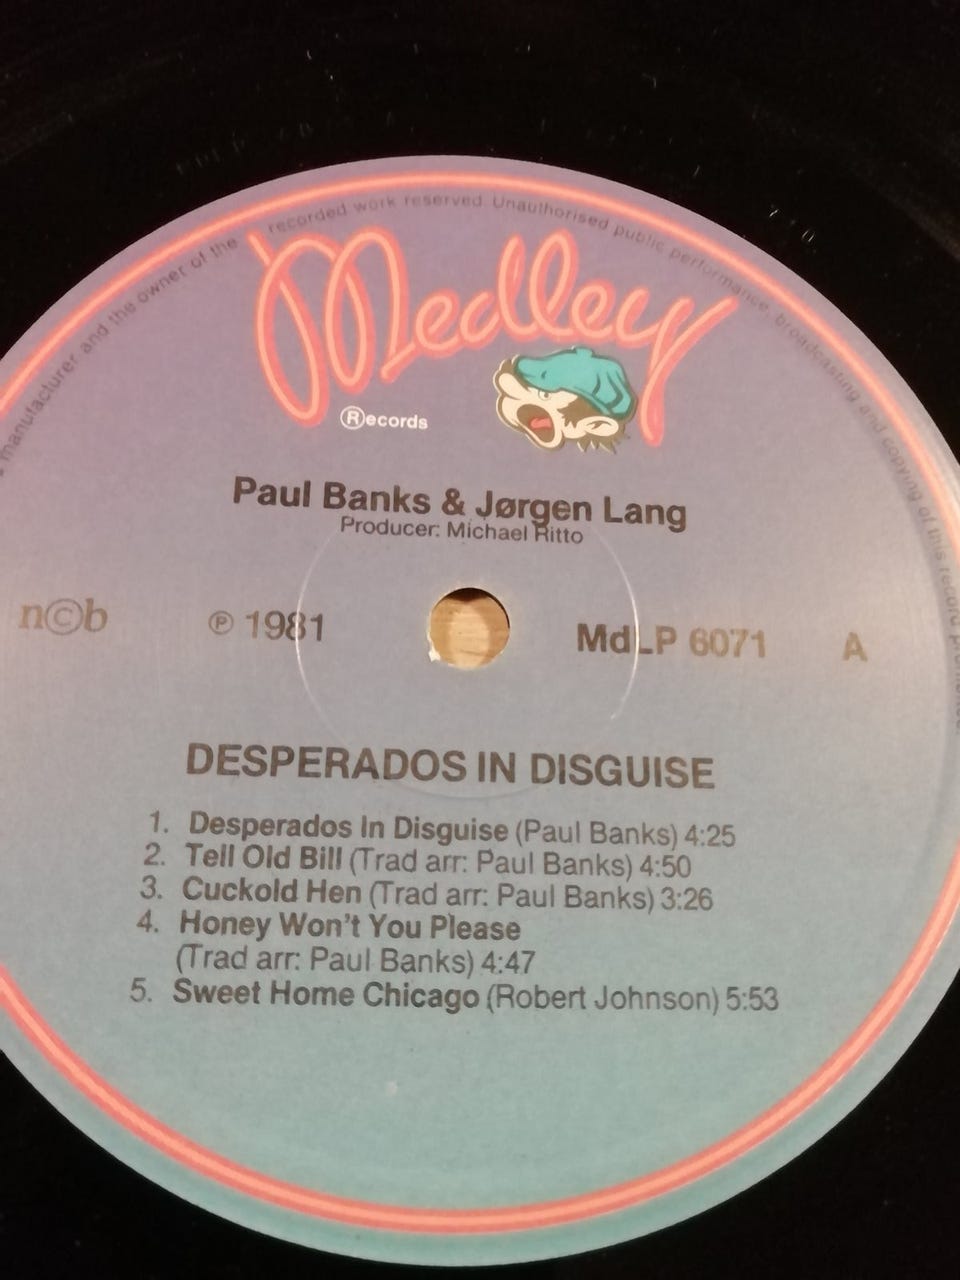 manufacturer and the owner of the recorded work reserved. Unauthorised public performance, broadcasting and copying of this record prohibited
Medley
Records
Paul Banks & Jørgen Lang
Producer: Michael Ritto
n©b ℗ 1981 MdLP 6071 A
DESPERADOS IN DISGUISE
1. Desperados In Disguise (Paul Banks) 4:25
2. Tell Old Bill (Trad arr: Paul Banks) 4:50
3. Cuckold Hen (Trad arr: Paul Banks) 3:26
4. Honey Won't You Please
(Trad arr: Paul Banks) 4:47
5. Sweet Home Chicago (Robert Johnson) 5:53